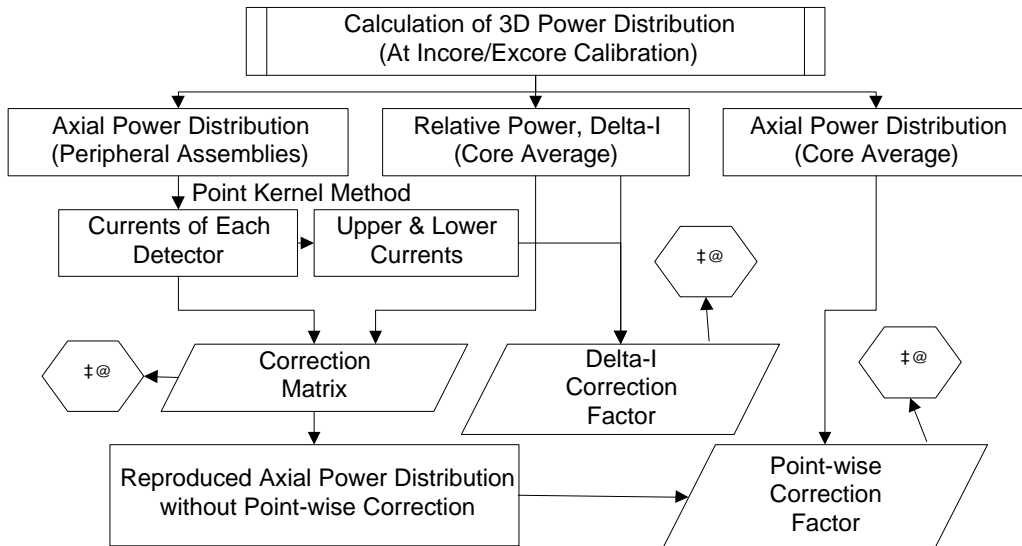 Calculation of 3D Power Distribution
(At Incore/Excore Calibration)
Axial Power Distribution
(Peripheral Assemblies)
Relative Power, Delta-I
(Core Average)
Axial Power Distribution
(Core Average)
Point Kernel Method
Currents of Each
Detector
Upper & Lower
Currents
‡@
‡@
‡@
Correction
Matrix
Delta-I
Correction
Factor
Reproduced Axial Power Distribution
without Point-wise Correction
Point-wise
Correction
Factor